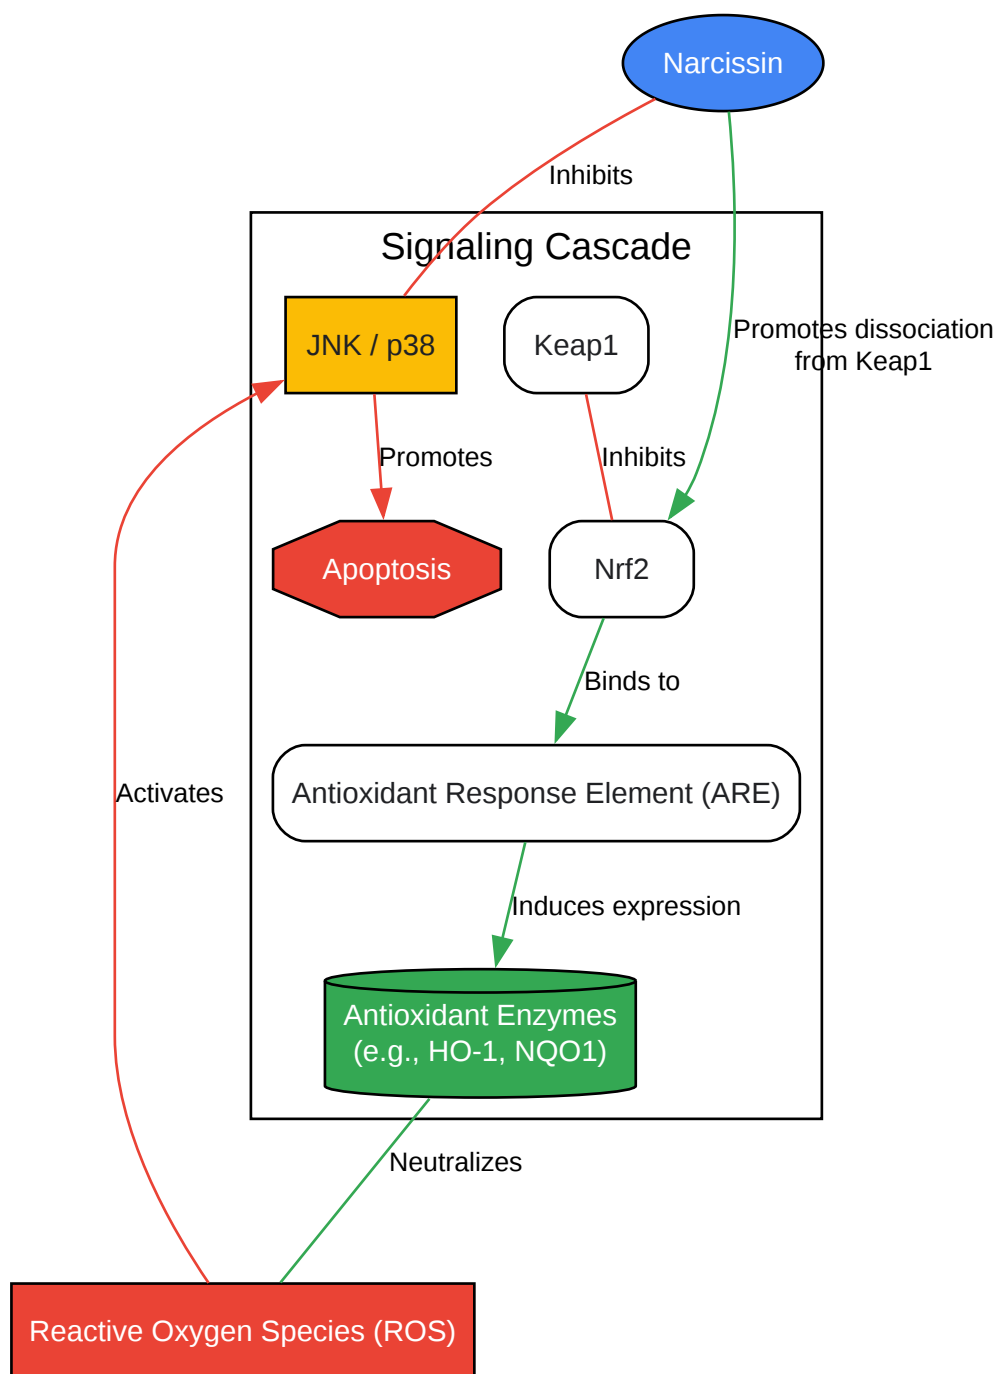 Narcissin
Inhibits
Signaling Cascade
Promotes dissociation
from Keap1
JNK / p38
Keap1
Promotes
Inhibits
Apoptosis
Nrf2
Binds to
Activates
Antioxidant Response Element (ARE)
Induces expression
Antioxidant Enzymes
(e.g., HO-1, NQO1)
Neutralizes
Reactive Oxygen Species (ROS)